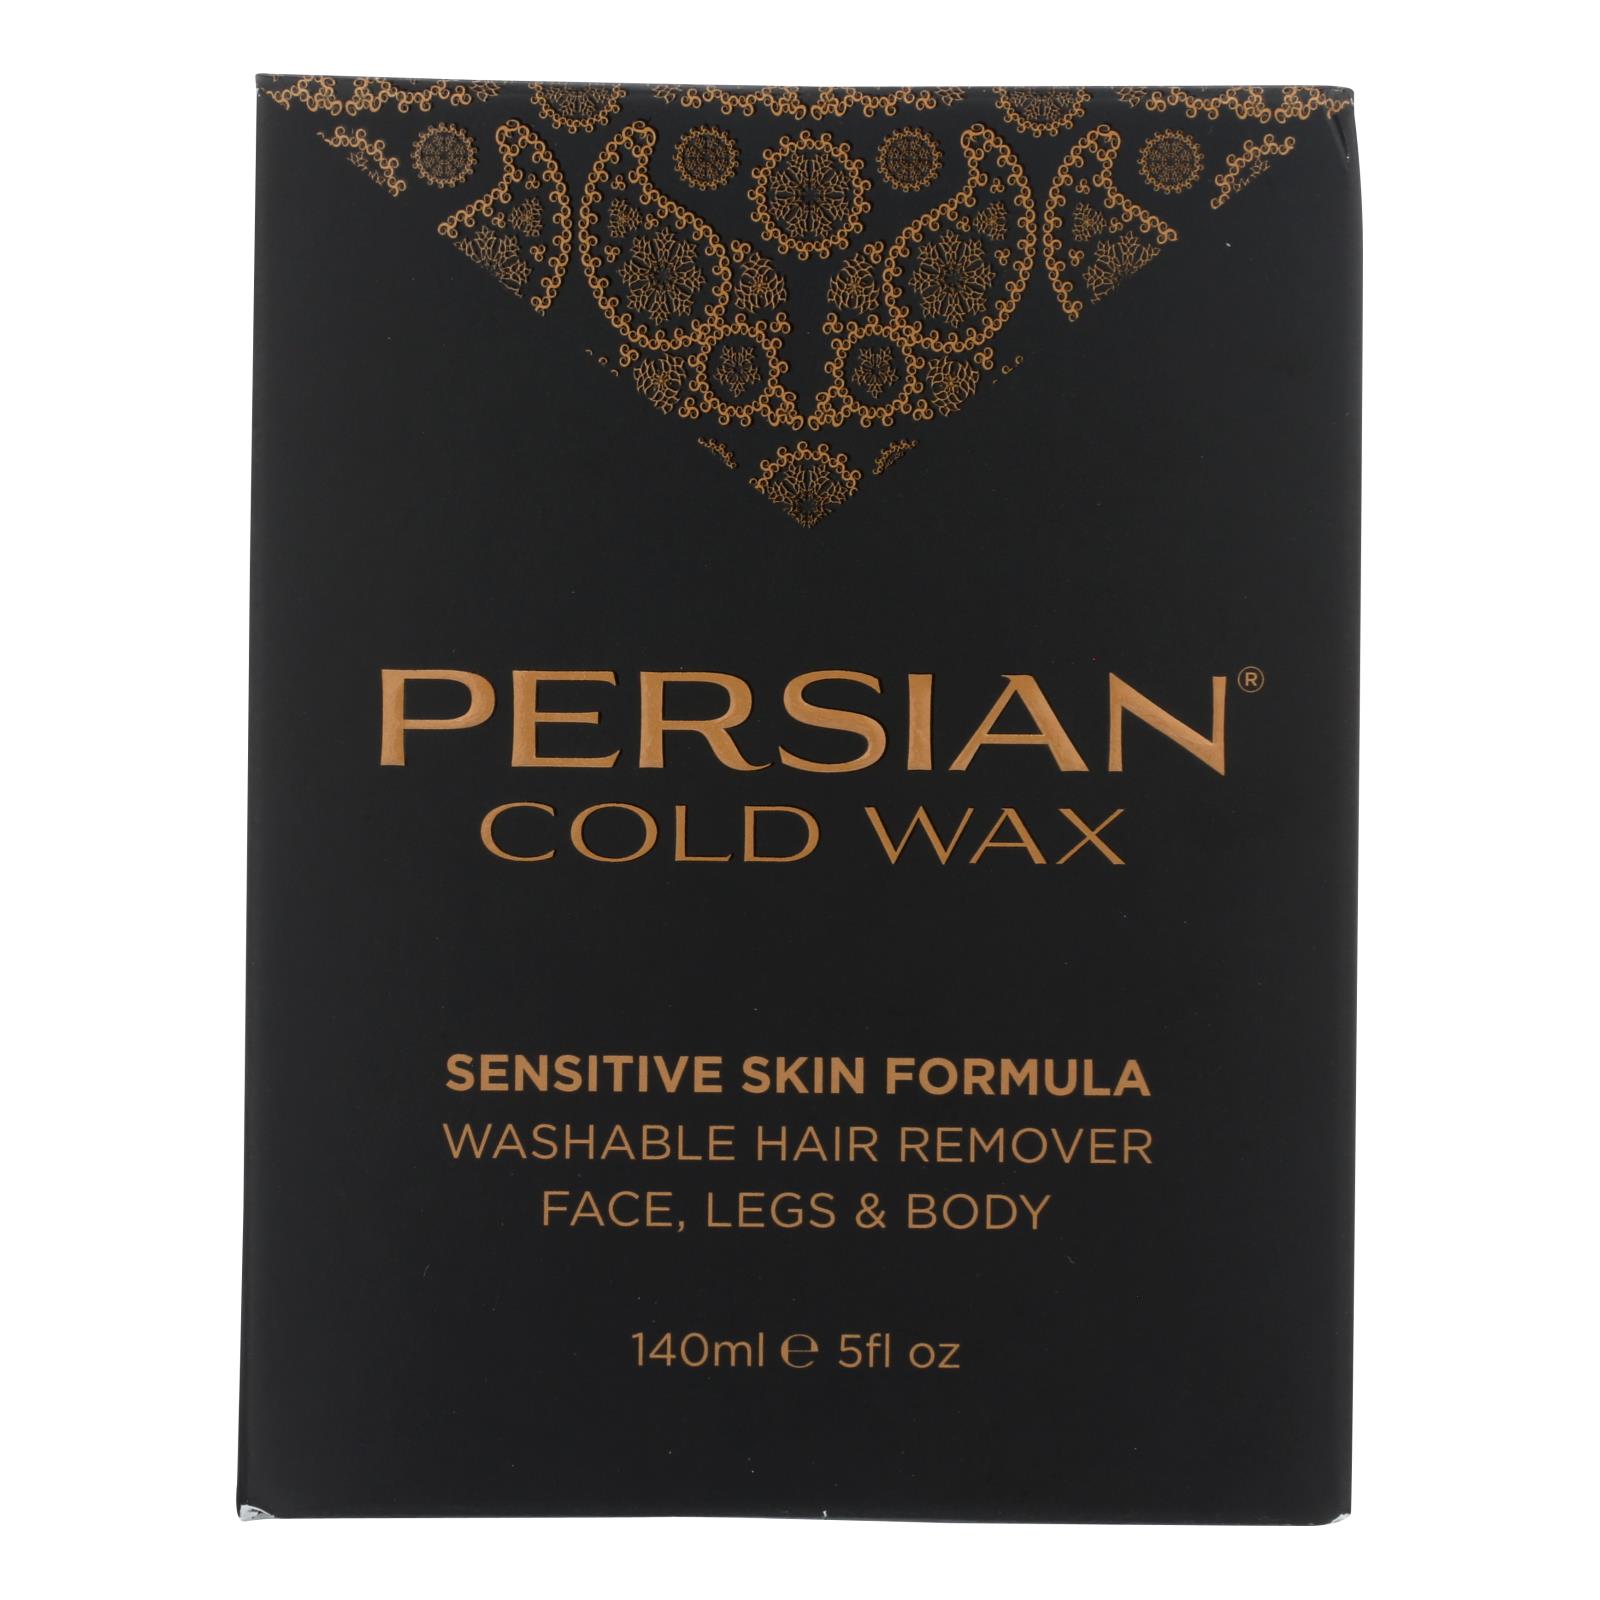 PERSIAN®
COLD WAX
SENSITIVE SKIN FORMULA
WASHABLE HAIR REMOVER
FACE, LEGS & BODY
140ml ℮ 5fl oz